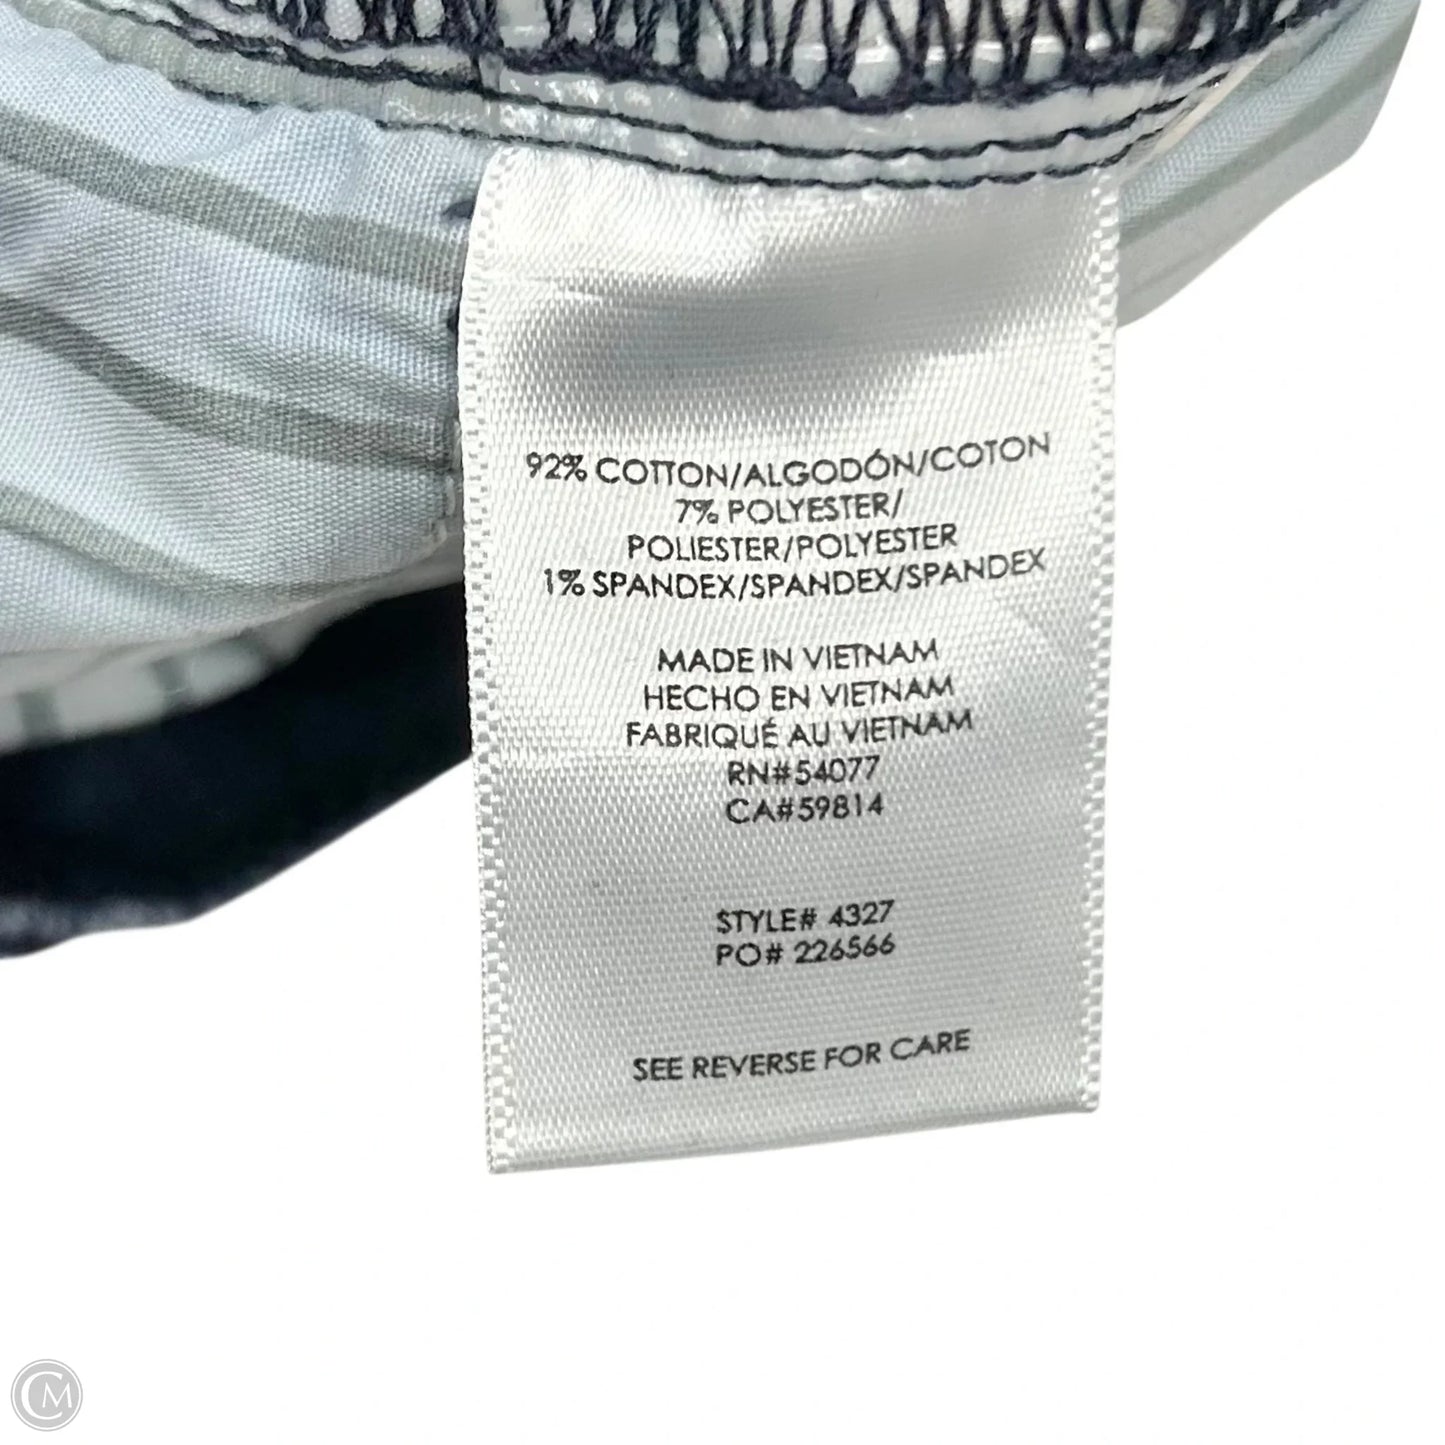 92% COTTON/ALGODÓN/COTON
7% POLYESTER/
POLIESTER/POLYESTER
1% SPANDEX/SPANDEX/SPANDEX
MADE IN VIETNAM
HECHO EN VIETNAM
FABRIQUÉ AU VIETNAM
RN#54077
CA#59814
STYLE# 4327
PO# 226566
SEE REVERSE FOR CARE
CM